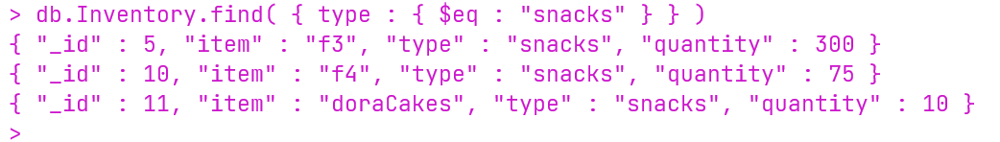 > db.Inventory.find( { type : { $eq : "snacks" } } )
{ "_id" : 5, "item" : "f3", "type" : "snacks", "quantity" : 300 }
{ "_id" : 10, "item" : "f4", "type" : "snacks", "quantity" : 75 }
{ "_id" : 11, "item" : "doraCakes", "type" : "snacks", "quantity" : 10 }
>